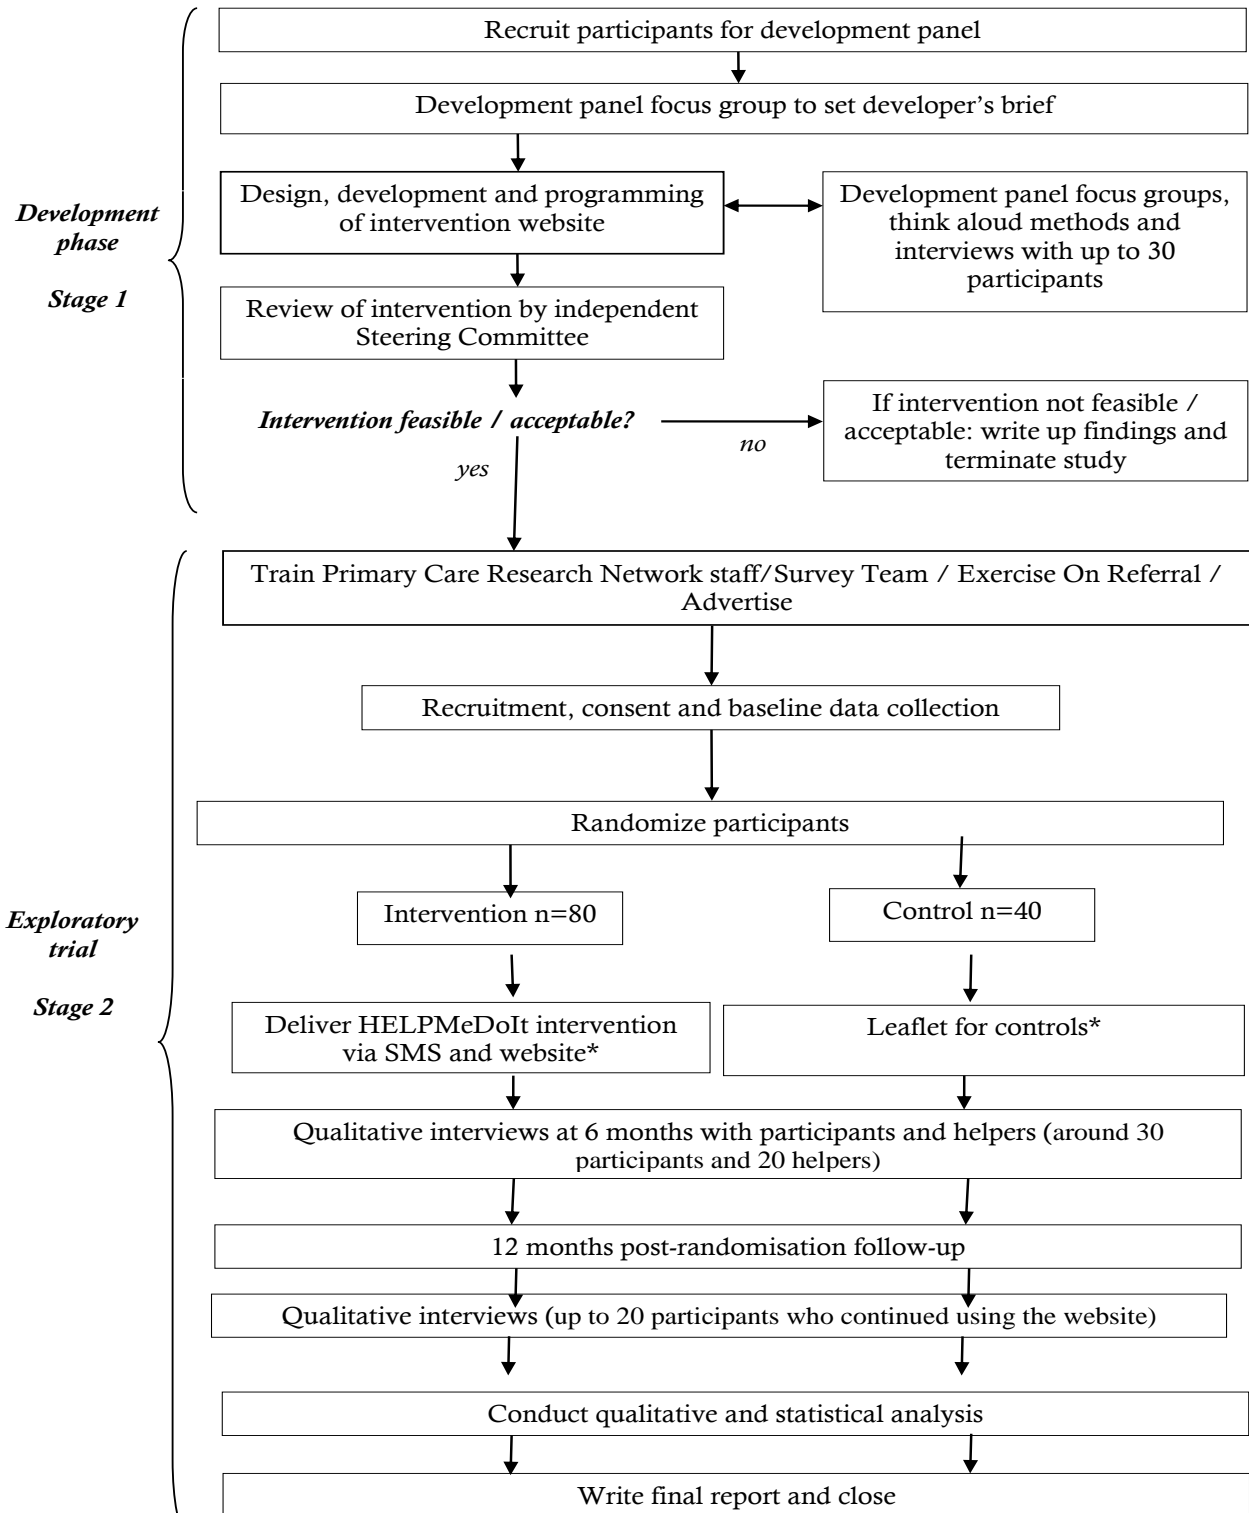 Recruit participants for development panel
Development panel focus group to set developer’s brief
Development
phase
Stage 1
Design, development and programming
of intervention website
Development panel focus groups,
think aloud methods and
interviews with up to 30
participants
Review of intervention by independent
Steering Committee
Intervention feasible / acceptable?
no
yes
If intervention not feasible /
acceptable: write up findings and
terminate study
Exploratory
trial
Stage 2
Train Primary Care Research Network staff/Survey Team / Exercise On Referral /
Advertise
Recruitment, consent and baseline data collection
Randomize participants
Intervention n=80
Control n=40
Deliver HELPMeDoIt intervention
via SMS and website*
Leaflet for controls*
Qualitative interviews at 6 months with participants and helpers (around 30
participants and 20 helpers)
12 months post-randomisation follow-up
Qualitative interviews (up to 20 participants who continued using the website)
Conduct qualitative and statistical analysis
Write final report and close